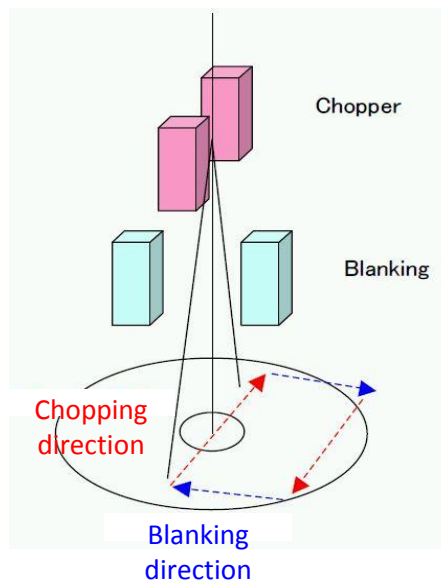 Chopper
Blanking
Chopping
direction
Blanking
direction